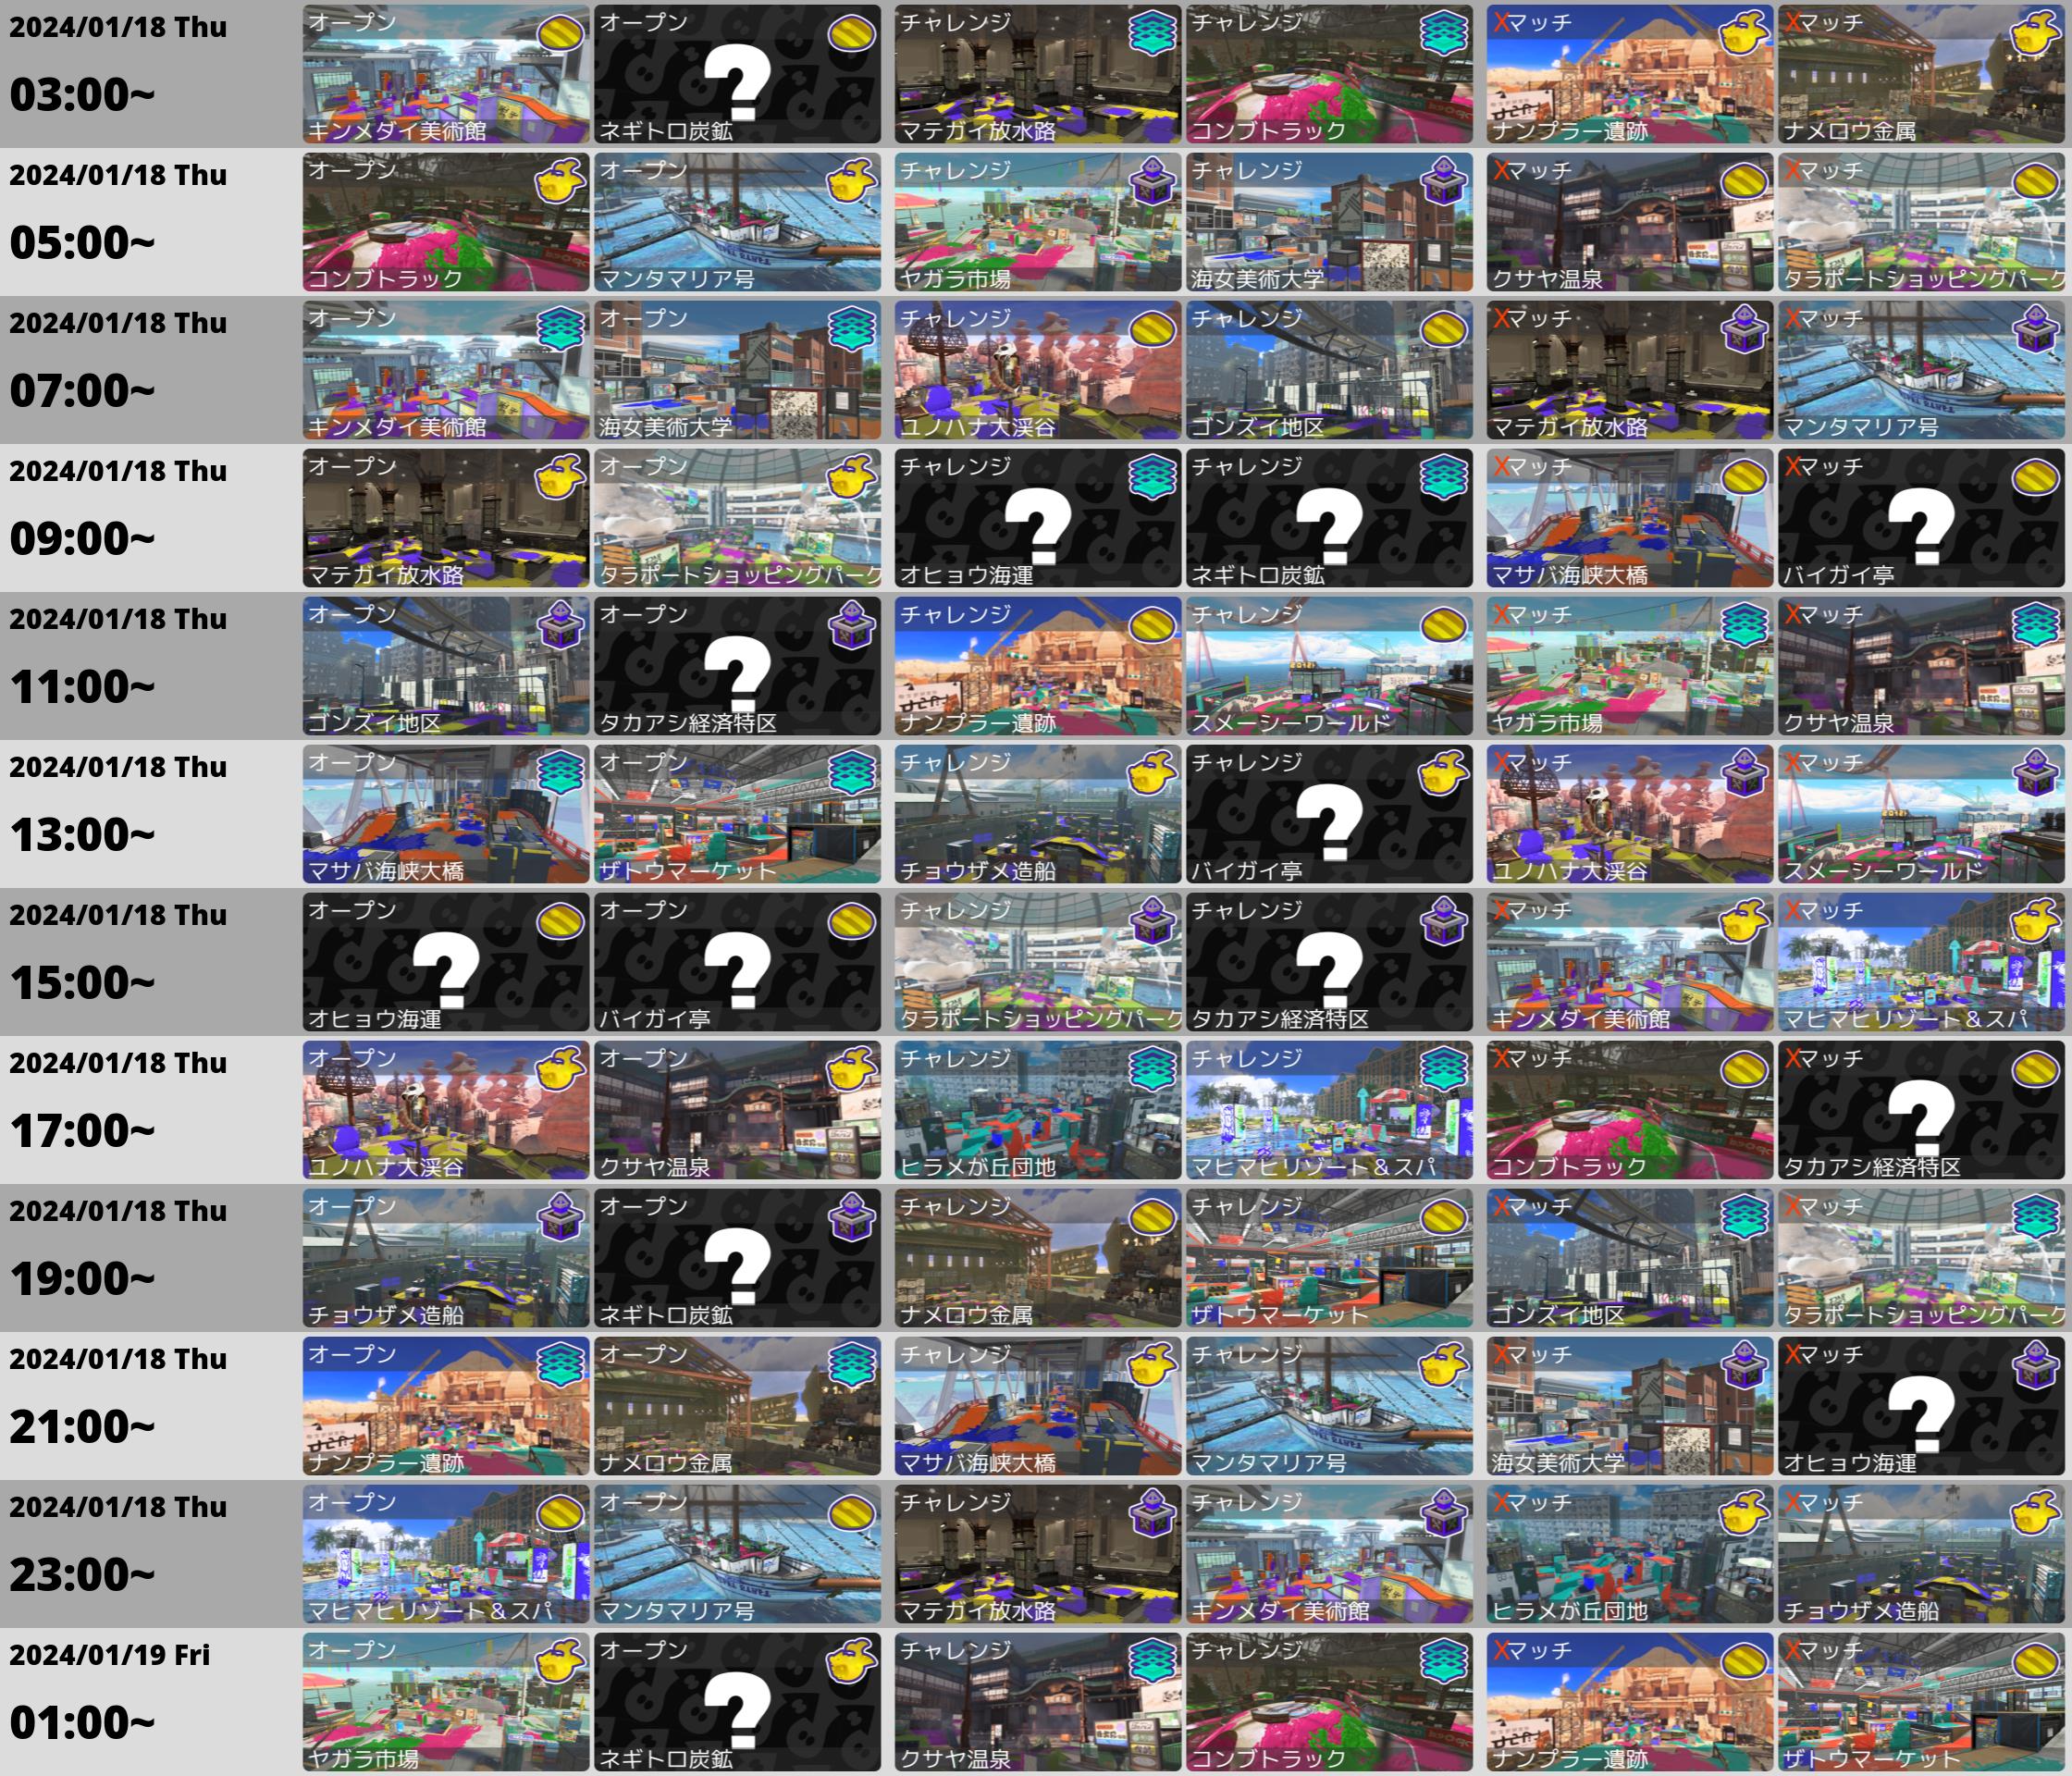 2024/01/18 Thu
03:00~
オープン
キンメダイ美術館
オープン
ネギトロ炭鉱
チャレンジ
マテガイ放水路
チャレンジ
コンブトラック
Xマッチ
ナンプラー遺跡
Xマッチ
ナメロウ金属
2024/01/18 Thu
05:00~
オープン
コンブトラック
オープン
マンタマリア号
チャレンジ
ヤガラ市場
チャレンジ
海女美術大学
Xマッチ
クサヤ温泉
Xマッチ
タラポートショッピングパーク
2024/01/18 Thu
07:00~
オープン
キンメダイ美術館
オープン
海女美術大学
チャレンジ
ユノハナ大渓谷
チャレンジ
ゴンズイ地区
Xマッチ
マテガイ放水路
Xマッチ
マンタマリア号
2024/01/18 Thu
09:00~
オープン
マテガイ放水路
オープン
タラポートショッピングパーク
チャレンジ
オヒョウ海運
チャレンジ
ネギトロ炭鉱
Xマッチ
マサバ海峡大橋
Xマッチ
バイガイ亭
2024/01/18 Thu
11:00~
オープン
ゴンズイ地区
オープン
タカアシ経済特区
チャレンジ
ナンプラー遺跡
チャレンジ
スメーシーワールド
Xマッチ
ヤガラ市場
Xマッチ
クサヤ温泉
2024/01/18 Thu
13:00~
オープン
マサバ海峡大橋
オープン
ザトウマーケット
チャレンジ
チョウザメ造船
チャレンジ
バイガイ亭
Xマッチ
ユノハナ大渓谷
Xマッチ
スメーシーワールド
2024/01/18 Thu
15:00~
オープン
オヒョウ海運
オープン
バイガイ亭
チャレンジ
タラポートショッピングパーク
チャレンジ
タカアシ経済特区
Xマッチ
キンメダイ美術館
Xマッチ
マヒマヒリゾート＆スパ
2024/01/18 Thu
17:00~
オープン
ユノハナ大渓谷
オープン
クサヤ温泉
チャレンジ
ヒラメが丘団地
チャレンジ
マヒマヒリゾート＆スパ
Xマッチ
コンブトラック
Xマッチ
タカアシ経済特区
2024/01/18 Thu
19:00~
オープン
チョウザメ造船
オープン
ネギトロ炭鉱
チャレンジ
ナメロウ金属
チャレンジ
ザトウマーケット
Xマッチ
ゴンズイ地区
Xマッチ
タラポートショッピングパーク
2024/01/18 Thu
21:00~
オープン
ナンプラー遺跡
オープン
ナメロウ金属
チャレンジ
マサバ海峡大橋
チャレンジ
マンタマリア号
Xマッチ
海女美術大学
Xマッチ
オヒョウ海運
2024/01/18 Thu
23:00~
オープン
マヒマヒリゾート＆スパ
オープン
マンタマリア号
チャレンジ
マテガイ放水路
チャレンジ
キンメダイ美術館
Xマッチ
ヒラメが丘団地
Xマッチ
チョウザメ造船
2024/01/19 Fri
01:00~
オープン
ヤガラ市場
オープン
ネギトロ炭鉱
チャレンジ
クサヤ温泉
チャレンジ
コンブトラック
Xマッチ
ナンプラー遺跡
Xマッチ
ザトウマーケット